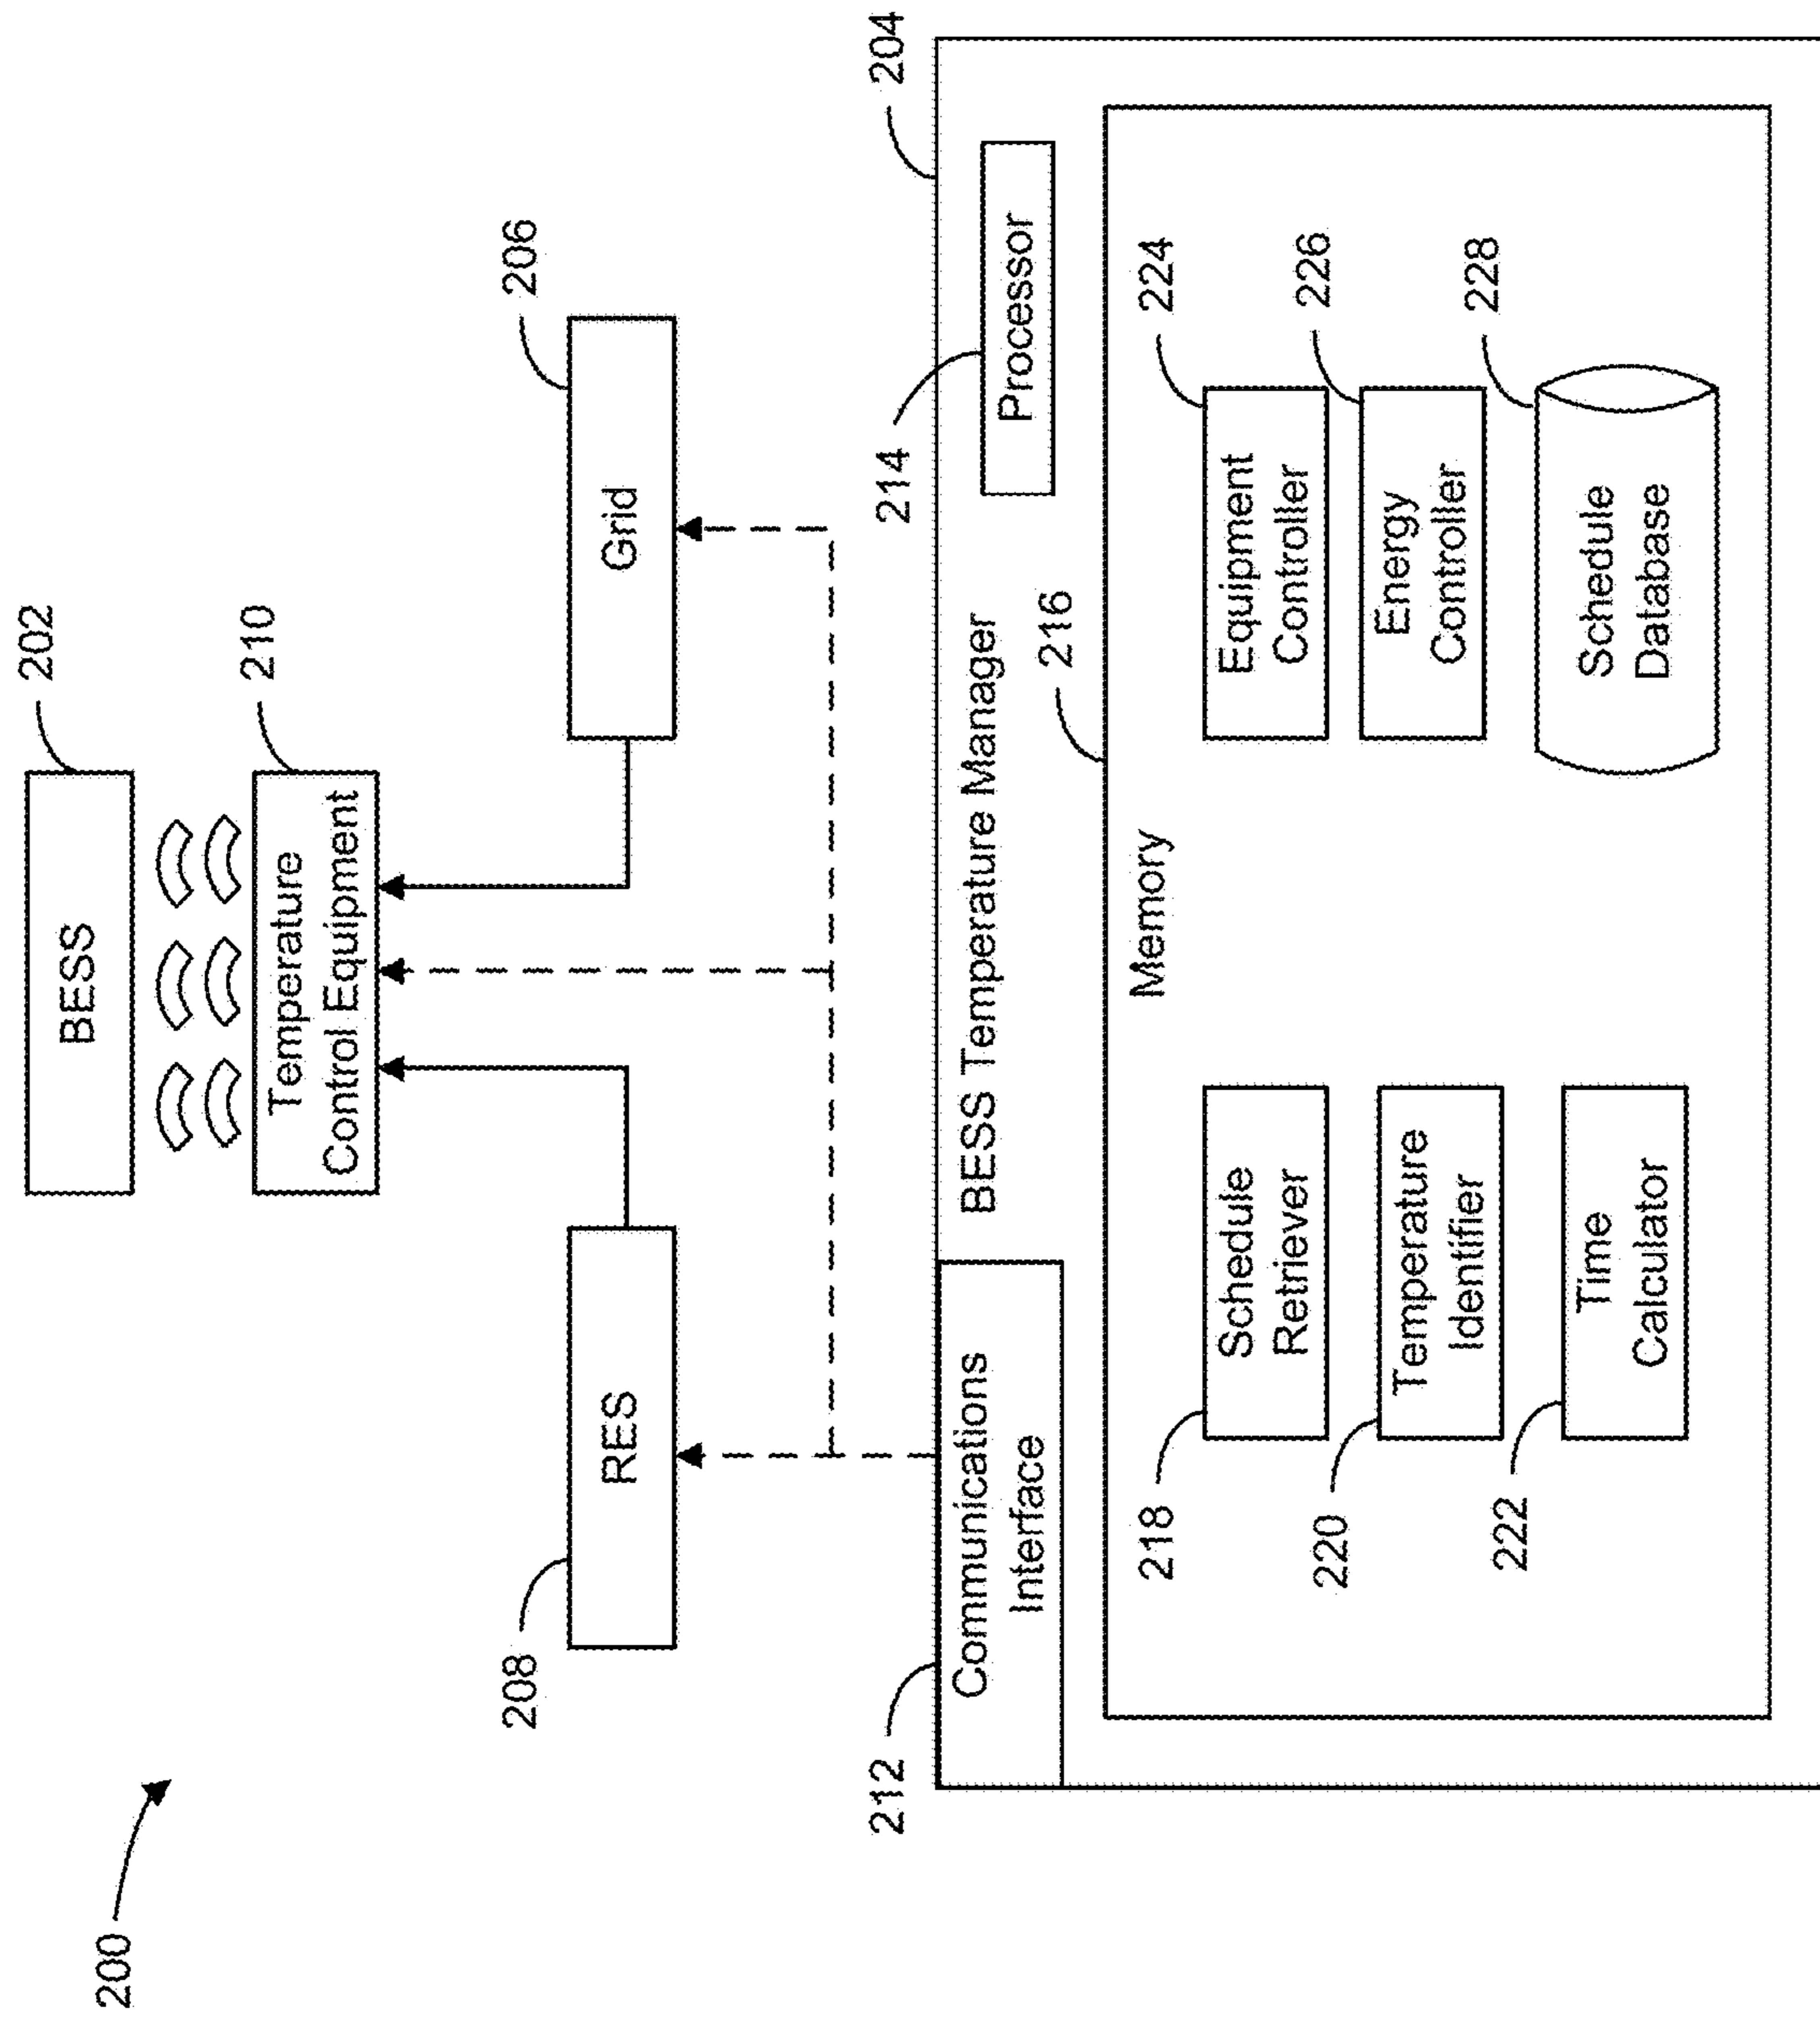 200
BESS
202
Temperature
Control Equipment
210
RES
208
Grid
206
204
Communications
Interface
212
BESS Temperature Manager
214
Processor
216
Memory
Schedule
Retriever
218
Temperature
Identifier
220
Time
Calculator
222
Equipment
Controller
224
Energy
Controller
226
Schedule
Database
228